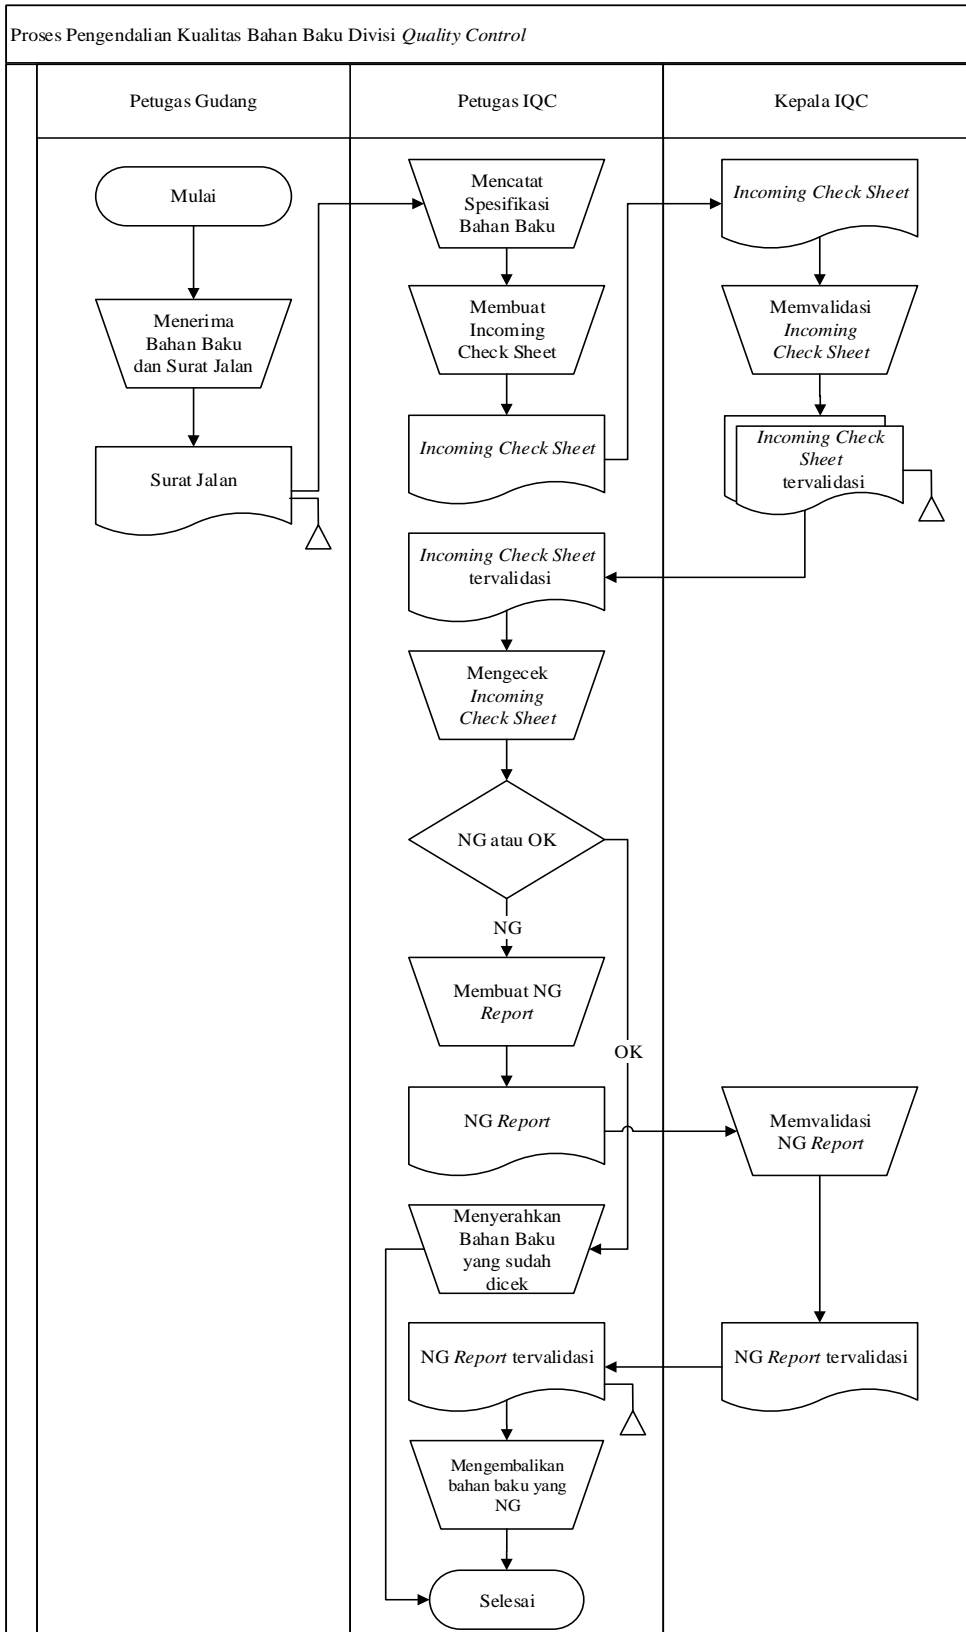 Proses Pengendalian Kualitas Bahan Baku Divisi Quality Control
Petugas Gudang
Petugas IQC
Kepala IQC
Mulai
Menerima
Bahan Baku
dan Surat Jalan
Surat Jalan
Mencatat
Spesifikasi
Bahan Baku
Membuat
Incoming
Check Sheet
Incoming Check Sheet
Incoming Check Sheet
Memvalidasi
Incoming
Check Sheet
Incoming Check
Sheet
tervalidasi
Incoming Check Sheet
tervalidasi
Mengecek
Incoming
Check Sheet
NG atau OK
NG
OK
Membuat NG
Report
NG Report
Memvalidasi
NG Report
Menyerahkan
Bahan Baku
yang sudah
dicek
NG Report tervalidasi
NG Report tervalidasi
Mengembalikan
bahan baku yang
NG
Selesai